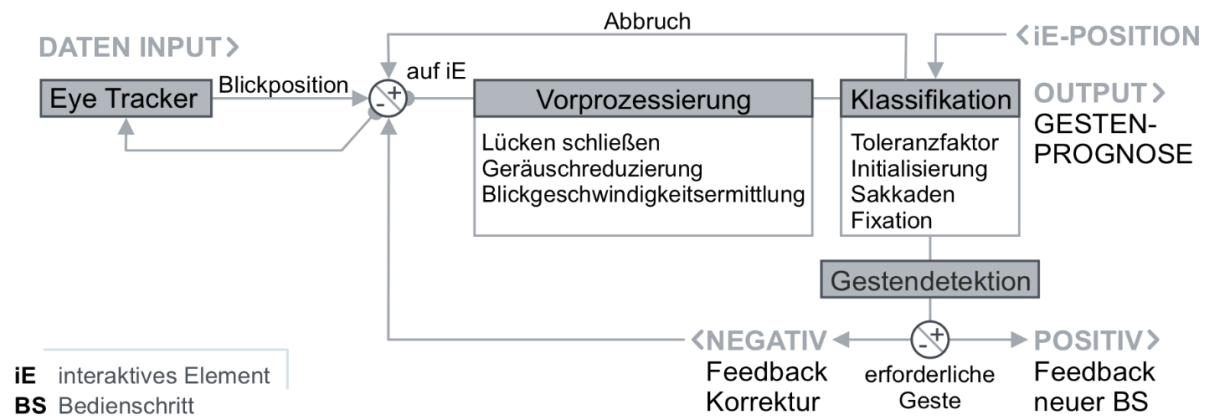 Abbruch
DATEN INPUT>
<iE-POSITION
Eye Tracker
Blickposition
-+
auf iE
Vorprozessierung
Lücken schließen
Geräuschreduzierung
Blickgeschwindigkeitsermittlung
Klassifikation
Toleranzfaktor
Initialisierung
Sakkaden
Fixation
OUTPUT>
GESTEN-
PROGNOSE
Gestendetektion
<NEGATIV
Feedback
Korrektur
-+
erforderliche
Geste
POSITIV>
Feedback
neuer BS
iE interaktives Element
BS Bedienschritt